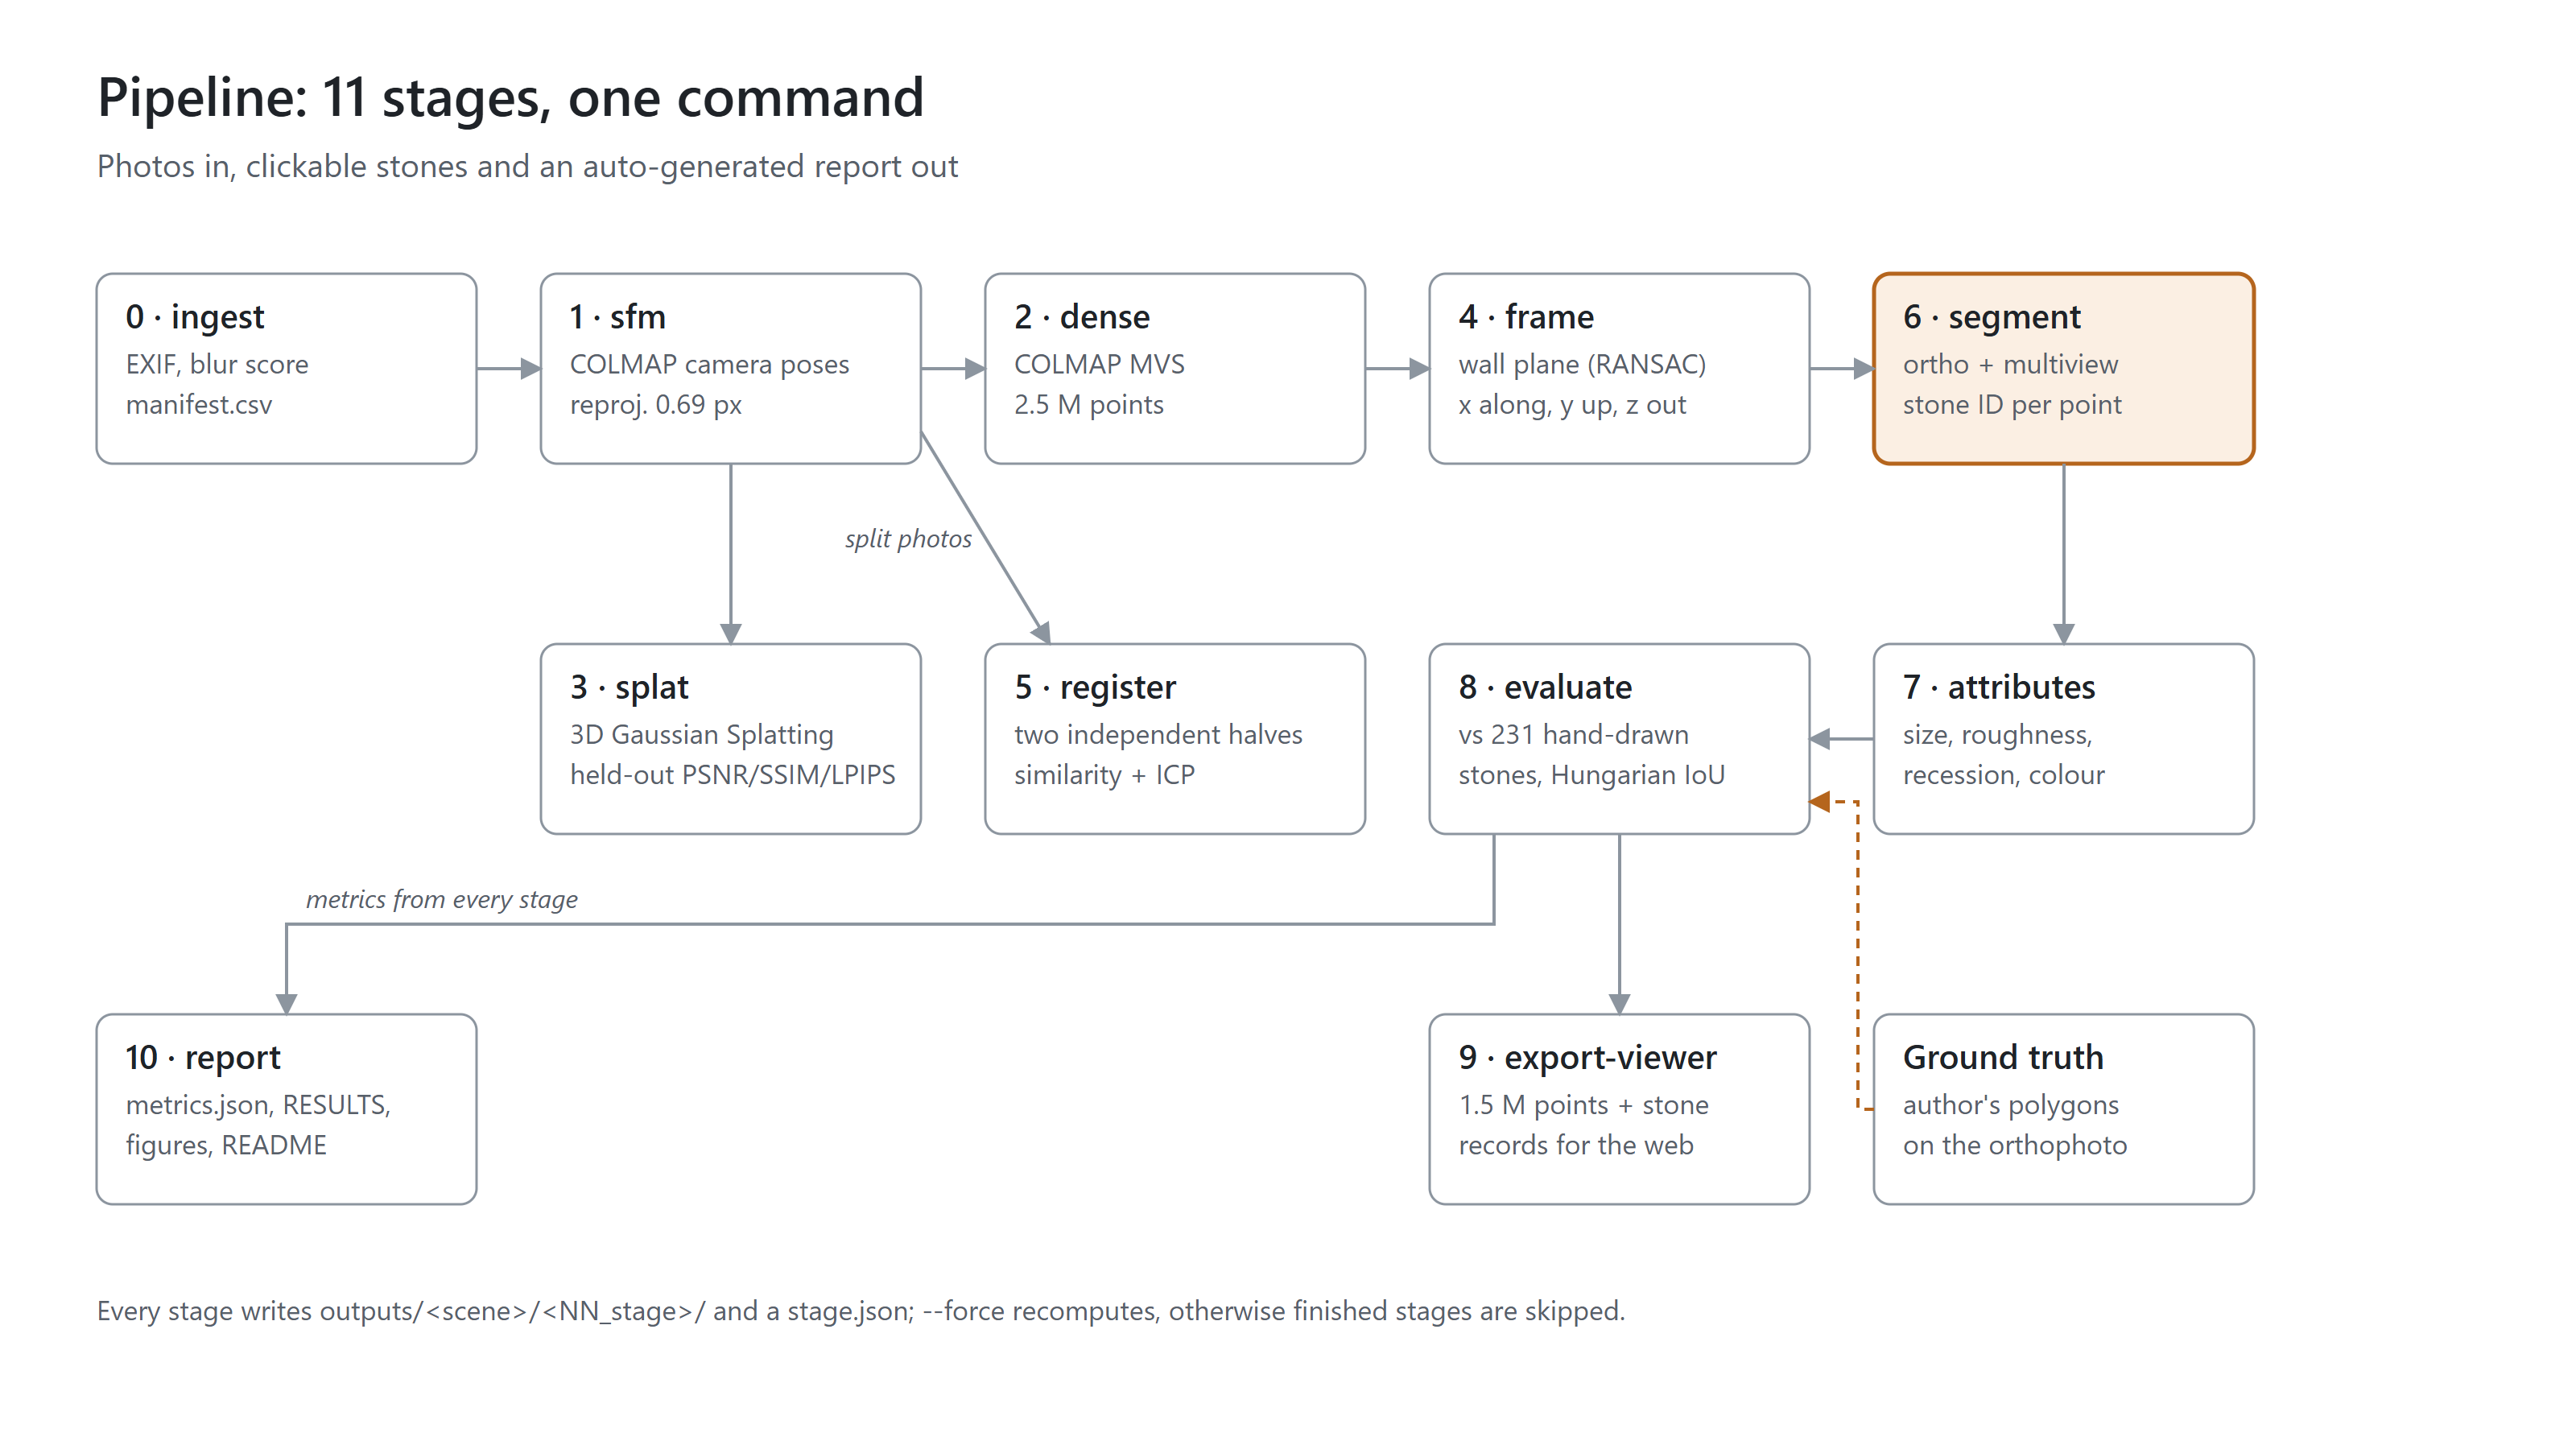 Pipeline: 11 stages, one command
Photos in, clickable stones and an auto-generated report out
0 · ingest
EXIF, blur score
manifest.csv
1 · sfm
COLMAP camera poses
reproj. 0.69 px
2 · dense
COLMAP MVS
2.5 M points
4 · frame
wall plane (RANSAC)
x along, y up, z out
6 · segment
ortho + multiview
stone ID per point
split photos
3 · splat
3D Gaussian Splatting
held-out PSNR/SSIM/LPIPS
5 · register
two independent halves
similarity + ICP
8 · evaluate
vs 231 hand-drawn
stones, Hungarian IoU
7 · attributes
size, roughness,
recession, colour
metrics from every stage
10 · report
metrics.json, RESULTS,
figures, README
9 · export-viewer
1.5 M points + stone
records for the web
Ground truth
author's polygons
on the orthophoto
Every stage writes outputs/<scene>/<NN_stage>/ and a stage.json; --force recomputes, otherwise finished stages are skipped.